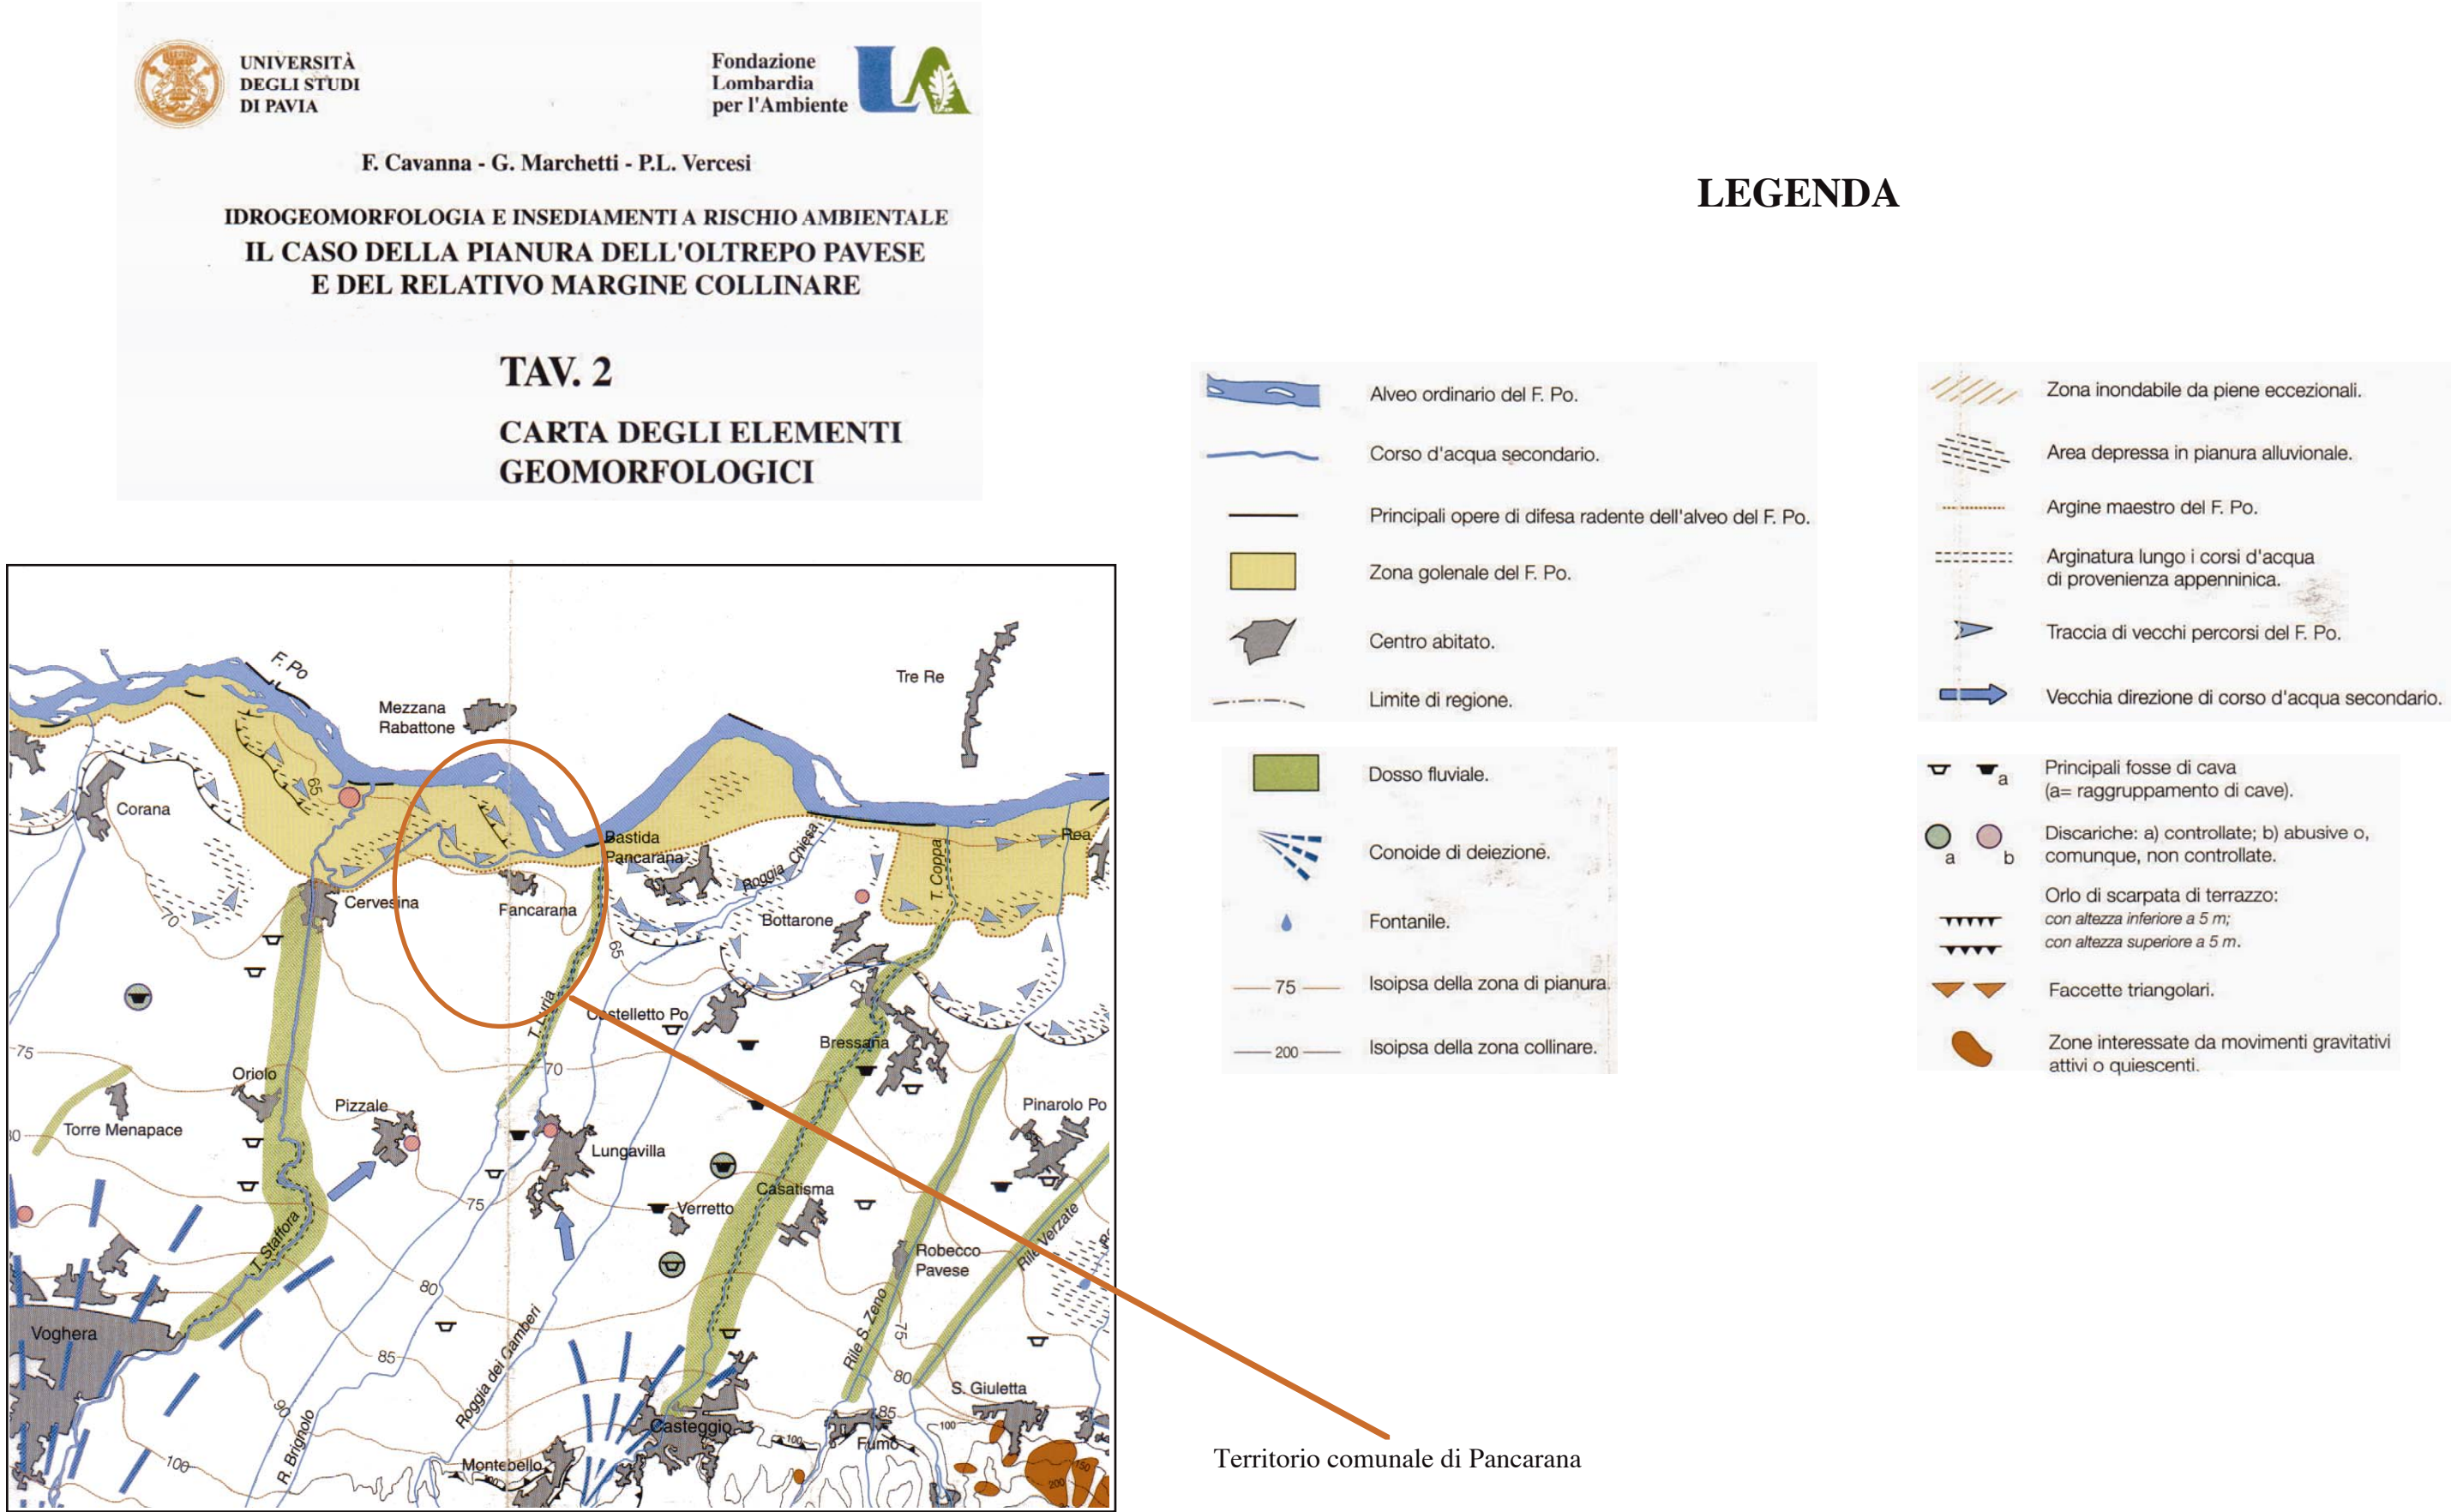 UNIVERSITÀ
DEGLI STUDI
DI PAVIA
Fondazione
Lombardia
per l'Ambiente
F. Cavanna - G. Marchetti - P.L. Vercesi
IDROGEOMORFOLOGIA E INSEDIAMENTI A RISCHIO AMBIENTALE
IL CASO DELLA PIANURA DELL'OLTREPO PAVESE
E DEL RELATIVO MARGINE COLLINARE
TAV. 2
CARTA DEGLI ELEMENTI
GEOMORFOLOGICI
LEGENDA
Alveo ordinario del F. Po.
Corso d'acqua secondario.
Principali opere di difesa radente dell'alveo del F. Po.
Zona golenale del F. Po.
Centro abitato.
Limite di regione.
Dosso fluviale.
Conoide di deiezione.
Fontanile.
75
Isoipsa della zona di pianura.
200
Isoipsa della zona collinare.
Zona inondabile da piene eccezionali.
Area depressa in pianura alluvionale.
Argine maestro del F. Po.
Arginatura lungo i corsi d'acqua
di provenienza appenninica.
Traccia di vecchi percorsi del F. Po.
Vecchia direzione di corso d'acqua secondario.
a
Principali fosse di cava
(a= raggruppamento di cave).
a
b
Discariche: a) controllate; b) abusive o,
comunque, non controllate.
Orlo di scarpata di terrazzo:
con altezza inferiore a 5 m;
con altezza superiore a 5 m.
Faccette triangolari.
Zone interessate da movimenti gravitativi
attivi o quiescenti.
F. Po
Tre Re
Mezzana
Rabattone
65
Corana
Bastida
Pancarana
Roggia Chiesa
T. Coppa
Rea
70
Cervesina
Pancarana
Bottarone
65
T. Luria
Castelletto Po
75
Bressana
Oriolo
70
Pizzale
Pinarolo Po
80
Torre Menapace
Lungavilla
75
Casatisma
Verretto
T. Staffora
Robecco
Pavese
Rile Verzate
80
Voghera
Rile S. Zeno
75
85
Roggia dei Gamberi
80
S. Giuletta
90
R. Brignolo
Casteggio
85
100
100
Fumo
100
Montebello
150
200
Territorio comunale di Pancarana